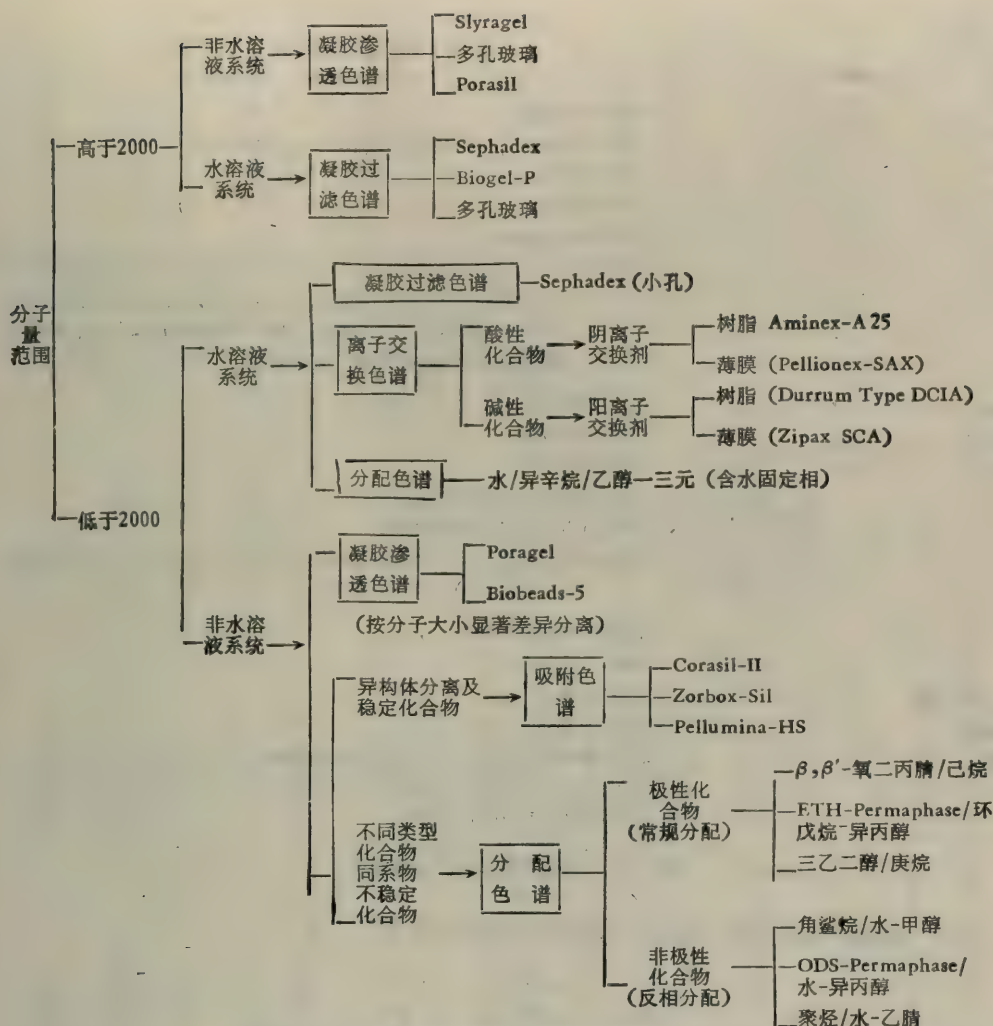 Slyragel
非水溶
液系统
凝胶渗
透色谱
多孔玻璃
Porasil
高于2000
水溶液
系统
凝胶过
滤色谱
Sephadex
Biogel-P
多孔玻璃
分子
量
范围
凝胶过滤色谱
Sephadex (小孔)
水溶液
系统
离子交
换色谱
酸性
化合物
阴离子
交换剂
树脂 Aminex-A 25
薄膜 (Pellionex-SAX)
碱性
化合物
阳离子
交换剂
树脂 (Durrum Type DCIA)
薄膜 (Zipax SCA)
分配色谱
水/异辛烷/乙醇—三元 (含水固定相)
低于2000
凝胶渗
透色谱
Poragel
Biobeads-5
(按分子大小显著差异分离)
非水溶
液系统
异构体分离及
稳定化合物
吸附色
谱
Corasil-II
Zorbox-Sil
Pellumina-HS
不同类型
化合物
同系物
不稳定
化合物
分 配
色 谱
极性化
合物
(常规分配)
β,β′-氧二丙腈/己烷
ETH-Permaphase/环
戊烷-异丙醇
三乙二醇/庚烷
非极性
化合物
(反相分配)
角鲨烷/水-甲醇
ODS-Permaphase/
水-异丙醇
聚烃/水-乙腈